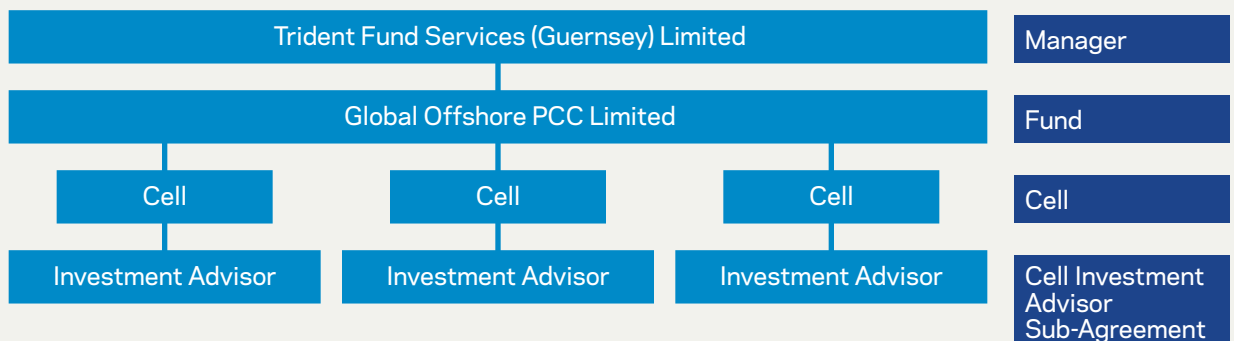 Trident Fund Services (Guernsey) Limited
Manager
Global Offshore PCC Limited
Fund
Cell
Cell
Cell
Cell
Investment Advisor
Investment Advisor
Investment Advisor
Cell Investment
Advisor
Sub-Agreement